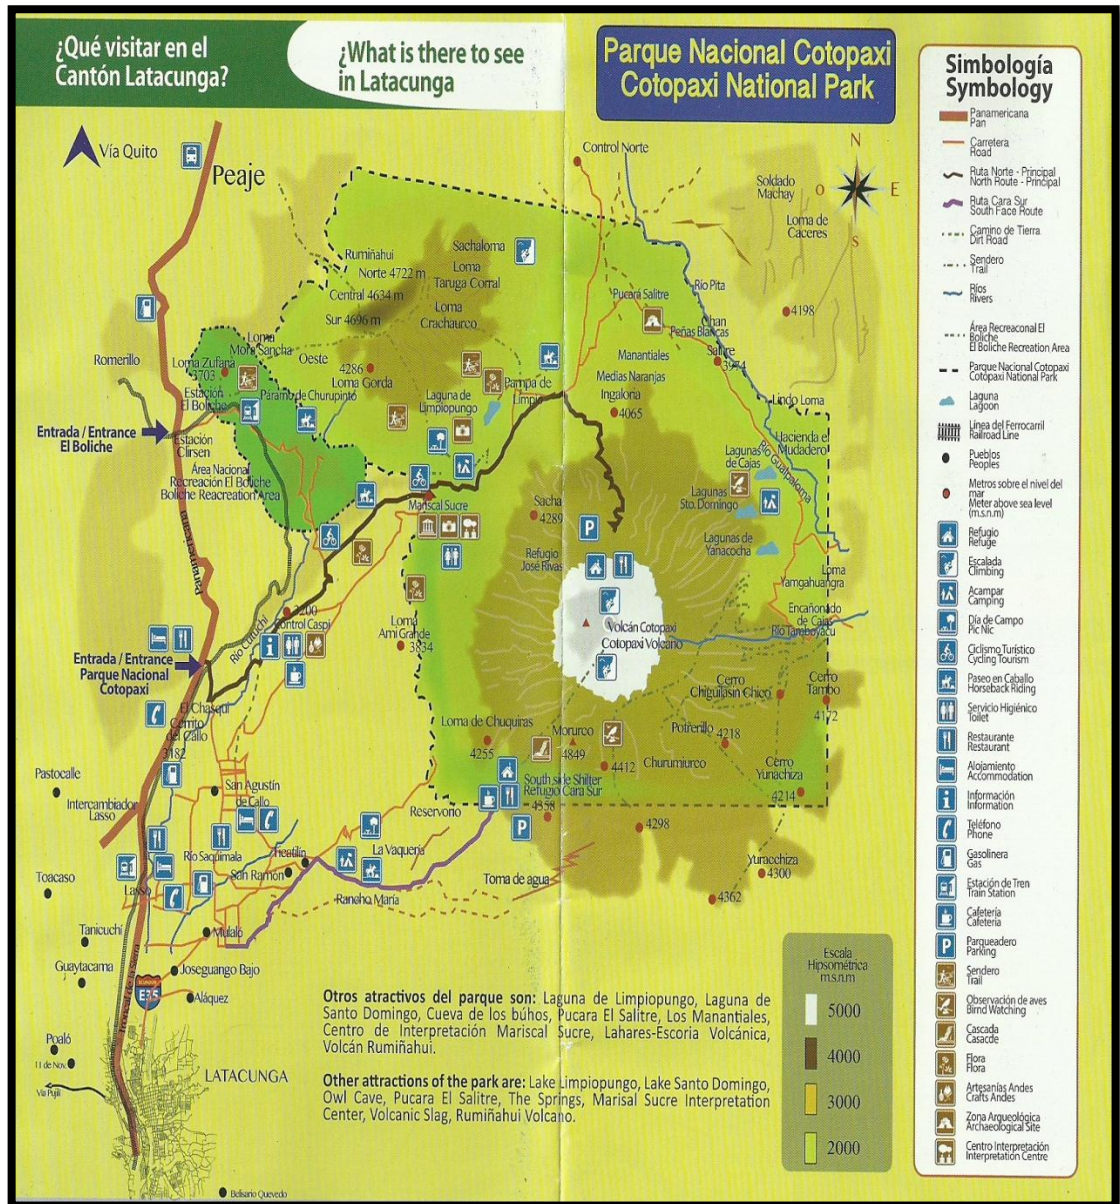 ¿Qué visitar en el
Cantón Latacunga?
¿What is there to see
in Latacunga
Parque Nacional Cotopaxi
Cotopaxi National Park
Vía Quito
Peaje
Control Norte
Soldado
Machay
Loma de
Caceres
N
O
E
S
Rumiñahui
Norte 4722 m
Central 4634 m
Sur 4696 m
Sachaloma
Loma
Taruga Corral
Loma
Crachaurco
Río Pita
Pucará Salitre
Chan
Peñas Blancas
Salitre
3974
4198
Manantiales
Medias Naranjas
Ingaloria
4065
Lindo Loma
Romerillo
Loma
Mora Sancha
Oeste
Loma Zufana
3703
4286
Loma Gorda
Estación
El Boliche
Páramo de Churupinto
Laguna de
Limpiopungo
Pampa de
Limpio
Entrada / Entrance
El Boliche
Estación
Clirsen
Área Nacional
Recreación El Boliche
Boliche Reacreation Area
Panamericana
Mariscal Sucre
Sacha
4289
Refugio
José Rivas
Hacienda el
Mudadero
Río Gualpaloma
Lagunas
de Cajas
Lagunas
Sto. Domingo
Lagunas de
Yanacocha
Loma
Yamgahuangra
Encañonado
de Cajas
Río Tamboyacu
Volcán Cotopaxi
Cotopaxi Volcano
3200
Control Caspi
Río Cutuchi
Loma
Ami Grande
3834
Entrada / Entrance
Parque Nacional
Cotopaxi
El Chasqui
Cerrito
del Callo
3182
Cerro
Chiguilasin Chico
Cerro
Tambo
4172
Loma de Chuquiras
4255
Morurco
4849
4412
Potrerillo
4218
Churumiurco
Cerro
Yunachiza
4214
South side Shilter
Refugio Cara Sur
4358
4298
Yuracchiza
4300
4362
Pastocalle
Intercambiador
Lasso
San Agustín
de Callo
Reservorio
La Vaquería
Río Saquimala
Ticatilín
San Ramón
Rancho María
Toma de agua
Toacaso
Lasso
Tanicuchí
Mulaló
Guaytacama
Joseguango Bajo
ECUADOR
E35
Aláquez
Troncal de la Sierra
Poaló
11 de Nov.
Vía Pujilí
LATACUNGA
Belisario Quevedo
Otros atractivos del parque son: Laguna de Limpiopungo, Laguna de
Santo Domingo, Cueva de los búhos, Pucara El Salitre, Los Manantiales,
Centro de Interpretación Mariscal Sucre, Lahares-Escoria Volcánica,
Volcán Rumiñahui.
Other attractions of the park are: Lake Limpiopungo, Lake Santo Domingo,
Owl Cave, Pucara El Salitre, The Springs, Marisal Sucre Interpretation
Center, Volcanic Slag, Rumiñahui Volcano.
Escala
Hipsométrica
m.s.n.m
5000
4000
3000
2000
Simbología
Symbology
Panamericana
Pan
Carretera
Road
Ruta Norte - Principal
North Route - Principal
Ruta Cara Sur
South Face Route
Camino de Tierra
Dirt Road
Sendero
Trail
Ríos
Rivers
Área Recreaconal El
Boliche
El Boliche Recreation Area
Parque Nacional Cotopaxi
Cotopaxi National Park
Laguna
Lagoon
Línea del Ferrocarril
Railroad Line
Pueblos
Peoples
Metros sobre el nivel del
mar
Meter above sea level
(m.s.n.m)
Refugio
Refuge
Escalada
Climbing
Acampar
Camping
Día de Campo
Pic Nic
Ciclismo Turístico
Cycling Tourism
Paseo en Caballo
Horseback Riding
Servicio Higiénico
Toilet
Restaurante
Restaurant
Alojamiento
Accommodation
Información
Information
Teléfono
Phone
Gasolinera
Gas
Estación de Tren
Train Station
Cafetería
Cafeteria
Parqueadero
Parking
Sendero
Trail
Observación de aves
Birnd Watching
Cascada
Casacde
Flora
Flora
Artesanías Andes
Crafts Andes
Zona Arqueológica
Archaeological Site
Centro Interpretación
Interpretation Centre